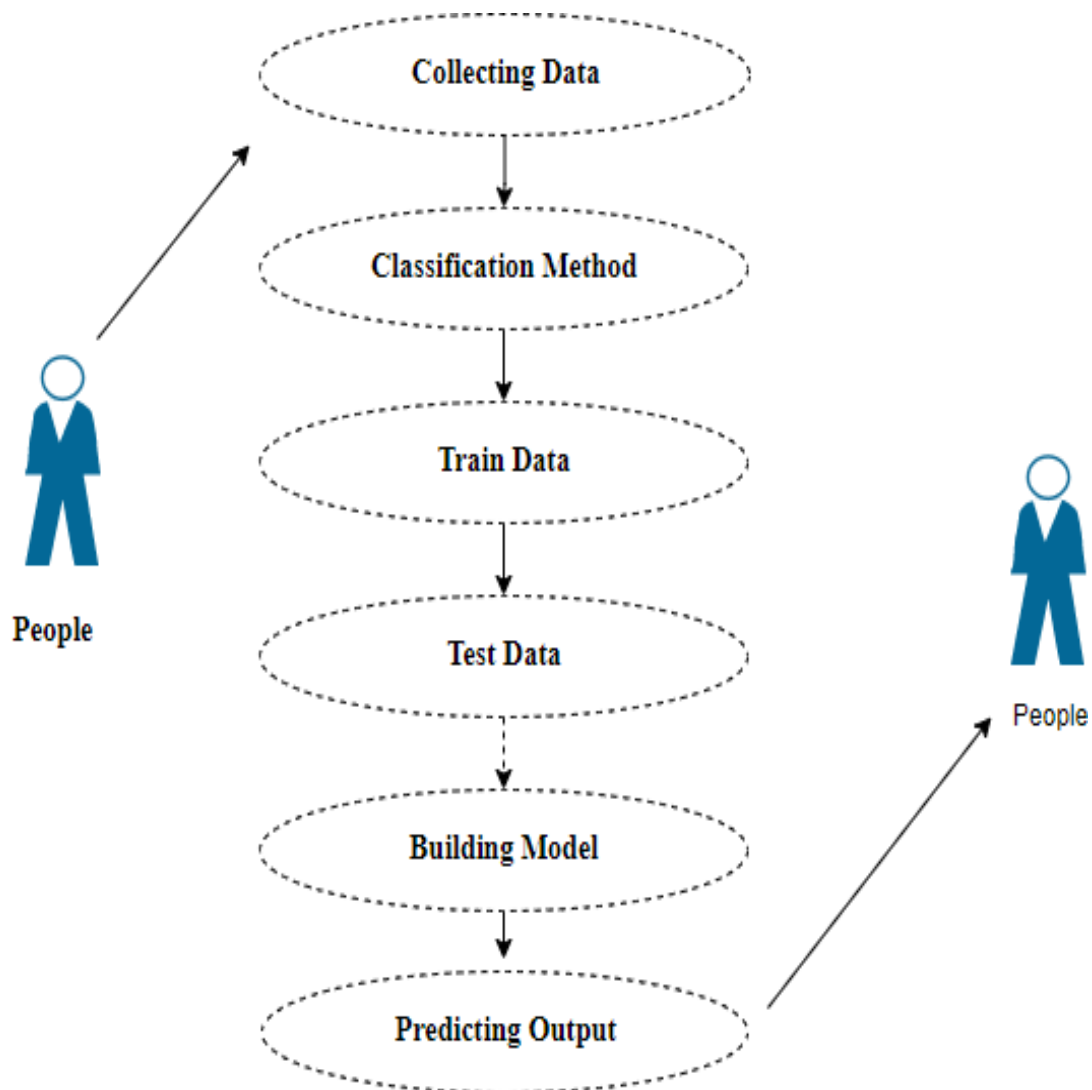 Collecting Data
Classification Method
Train Data
People
Test Data
People
Building Model
Predicting Output